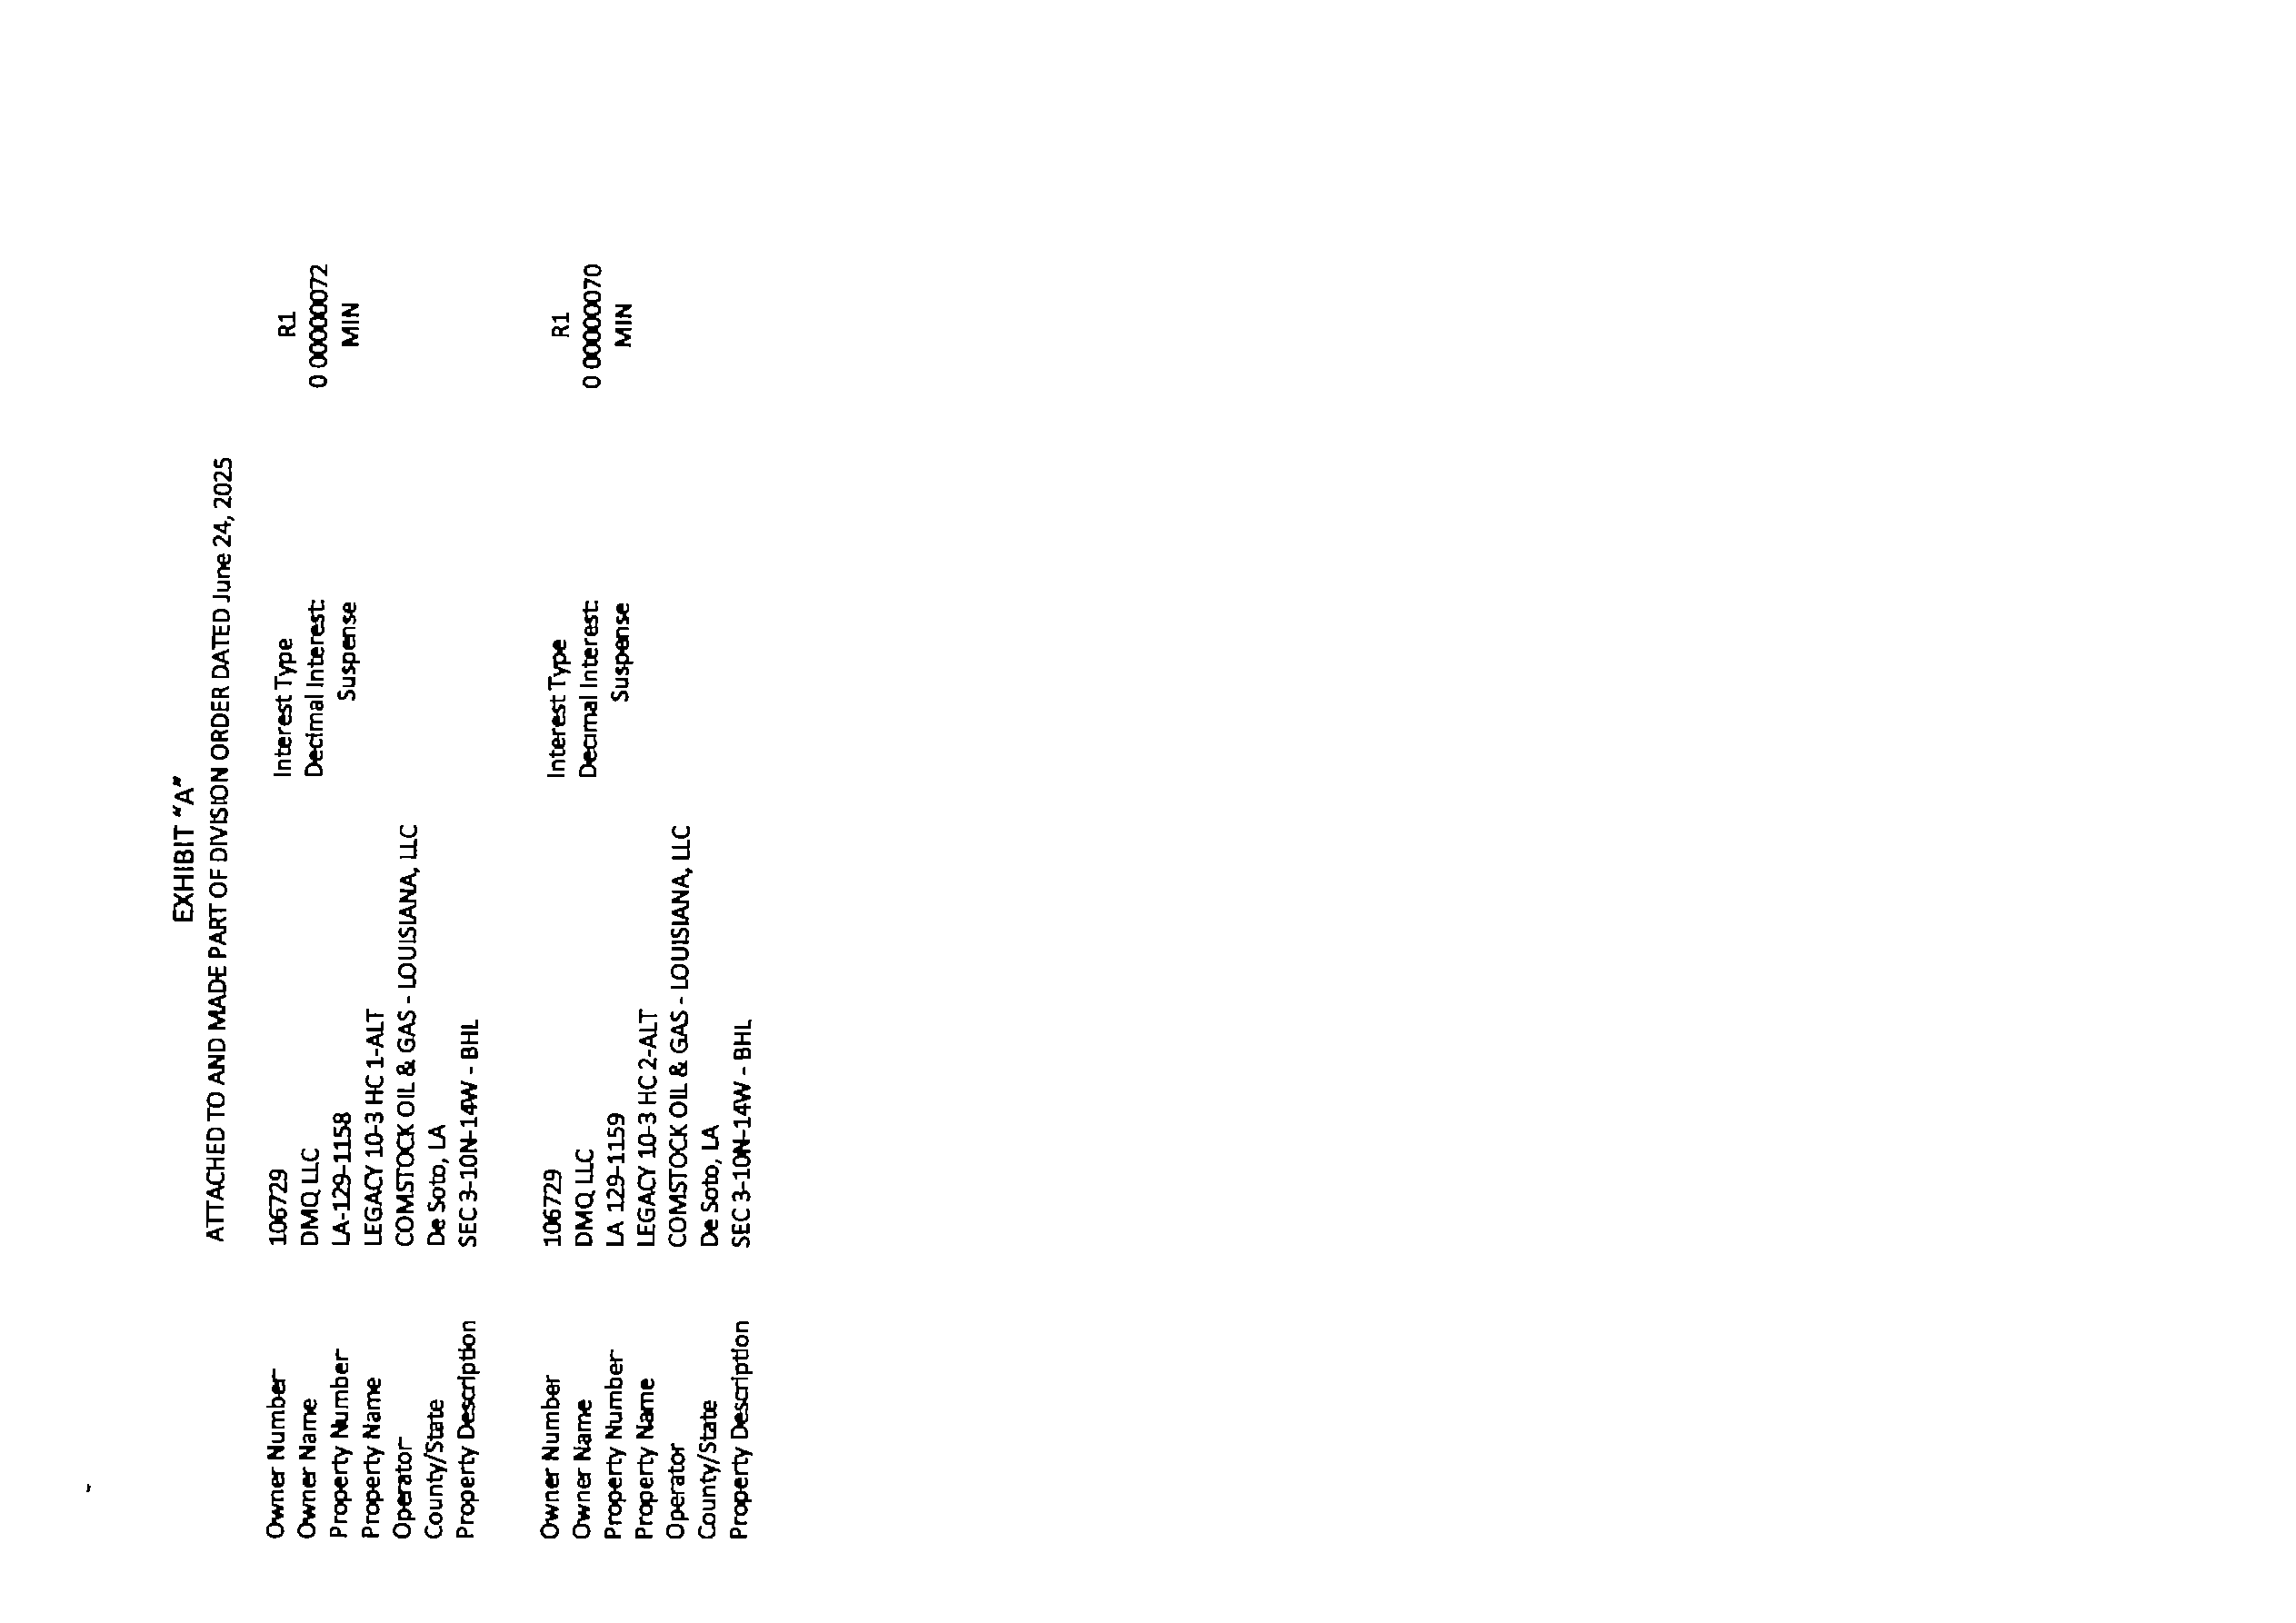 EXHIBIT "A"
ATTACHED TO AND MADE PART OF DIVISION ORDER DATED June 24, 2025
Owner Number 106729 Interest Type R1
Owner Name DMQ LLC Decimal Interest: 0 00000072
Property Number LA-129-1158 Suspense MIN
Property Name LEGACY 10-3 HC 1-ALT
Operator COMSTOCK OIL & GAS - LOUISIANA, LLC
County/State De Soto, LA
Property Description SEC 3-10N-14W - BHL
Owner Number 106729 Interest Type R1
Owner Name DMQ LLC Decimal Interest: 0 00000070
Property Number LA 129-1159 Suspense MIN
Property Name LEGACY 10-3 HC 2-ALT
Operator COMSTOCK OIL & GAS - LOUISIANA, LLC
County/State De Soto, LA
Property Description SEC 3-10N-14W - BHL